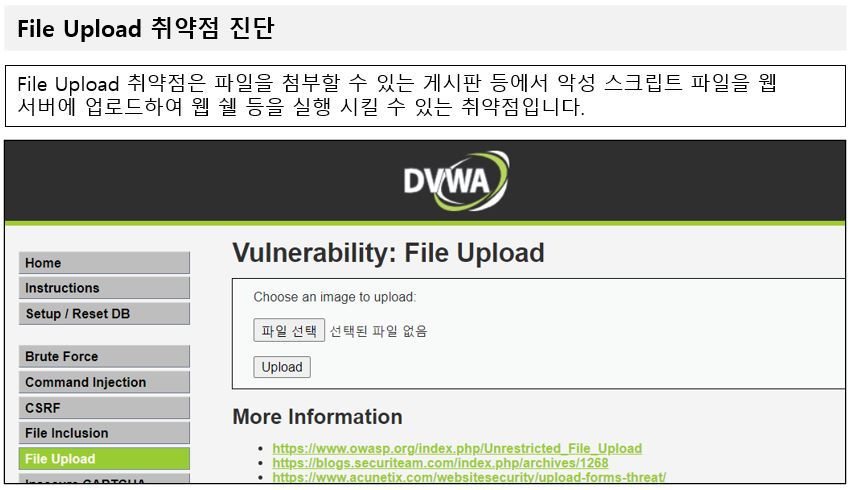 File Upload 취약점 진단
File Upload 취약점은 파일을 첨부할 수 있는 게시판 등에서 악성 스크립트 파일을 웹
서버에 업로드하여 웹 쉘 등을 실행 시킬 수 있는 취약점입니다.
DVWA
Home
Instructions
Setup / Reset DB
Brute Force
Command Injection
CSRF
File Inclusion
File Upload
Insecure CAPTCHA
Vulnerability: File Upload
Choose an image to upload:
파일 선택 선택된 파일 없음
Upload
More Information
https://www.owasp.org/index.php/Unrestricted_File_Upload
https://blogs.securiteam.com/index.php/archives/1268
https://www.acunetix.com/websitesecurity/upload-forms-threat/